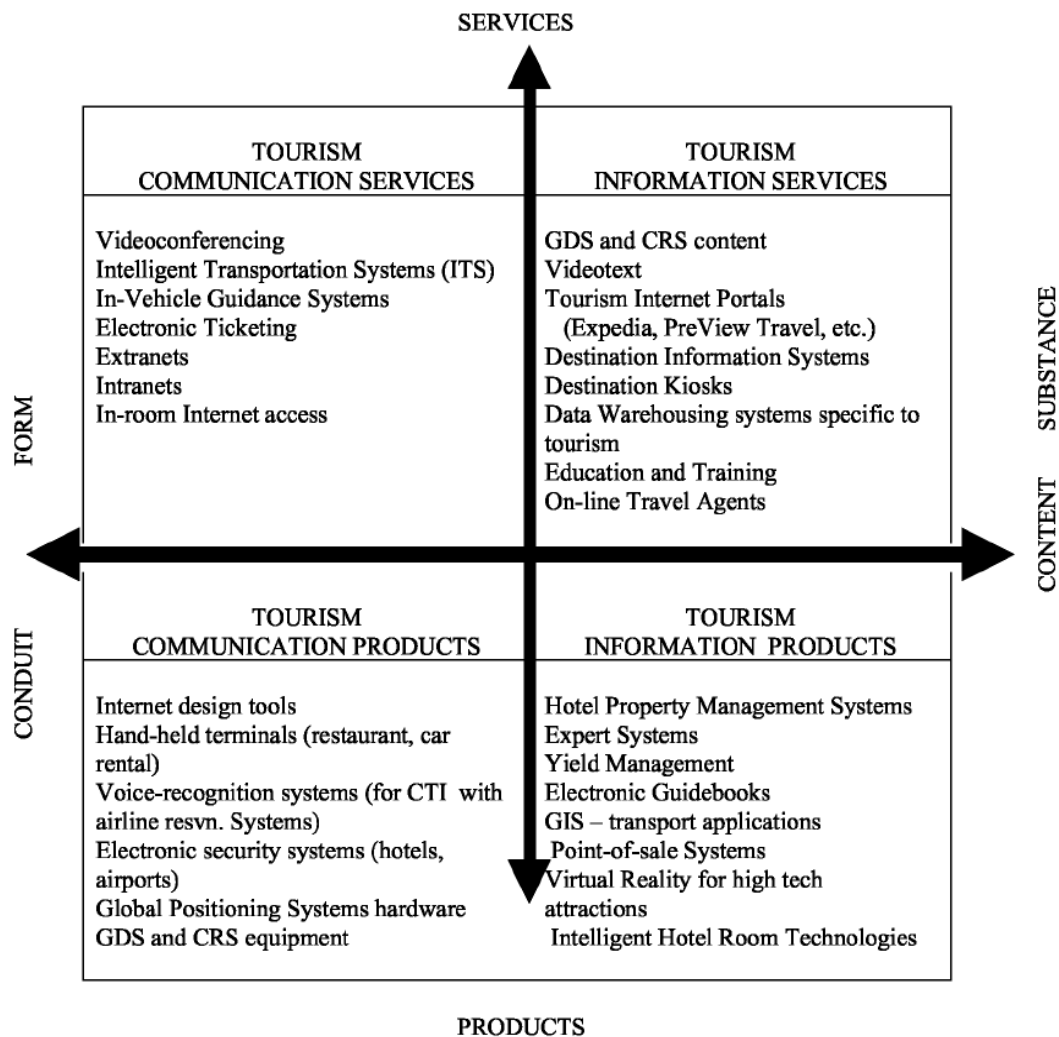 SERVICES
TOURISM
COMMUNICATION SERVICES
Videoconferencing
Intelligent Transportation Systems (ITS)
In-Vehicle Guidance Systems
Electronic Ticketing
Extranets
Intranets
In-room Internet access
TOURISM
INFORMATION SERVICES
GDS and CRS content
Videotext
Tourism Internet Portals
(Expedia, PreView Travel, etc.)
Destination Information Systems
Destination Kiosks
Data Warehousing systems specific to
tourism
Education and Training
On-line Travel Agents
FORM
SUBSTANCE
CONDUIT
CONTENT
TOURISM
COMMUNICATION PRODUCTS
Internet design tools
Hand-held terminals (restaurant, car
rental)
Voice-recognition systems (for CTI with
airline resvn. Systems)
Electronic security systems (hotels,
airports)
Global Positioning Systems hardware
GDS and CRS equipment
TOURISM
INFORMATION PRODUCTS
Hotel Property Management Systems
Expert Systems
Yield Management
Electronic Guidebooks
GIS – transport applications
Point-of-sale Systems
Virtual Reality for high tech
attractions
Intelligent Hotel Room Technologies
PRODUCTS